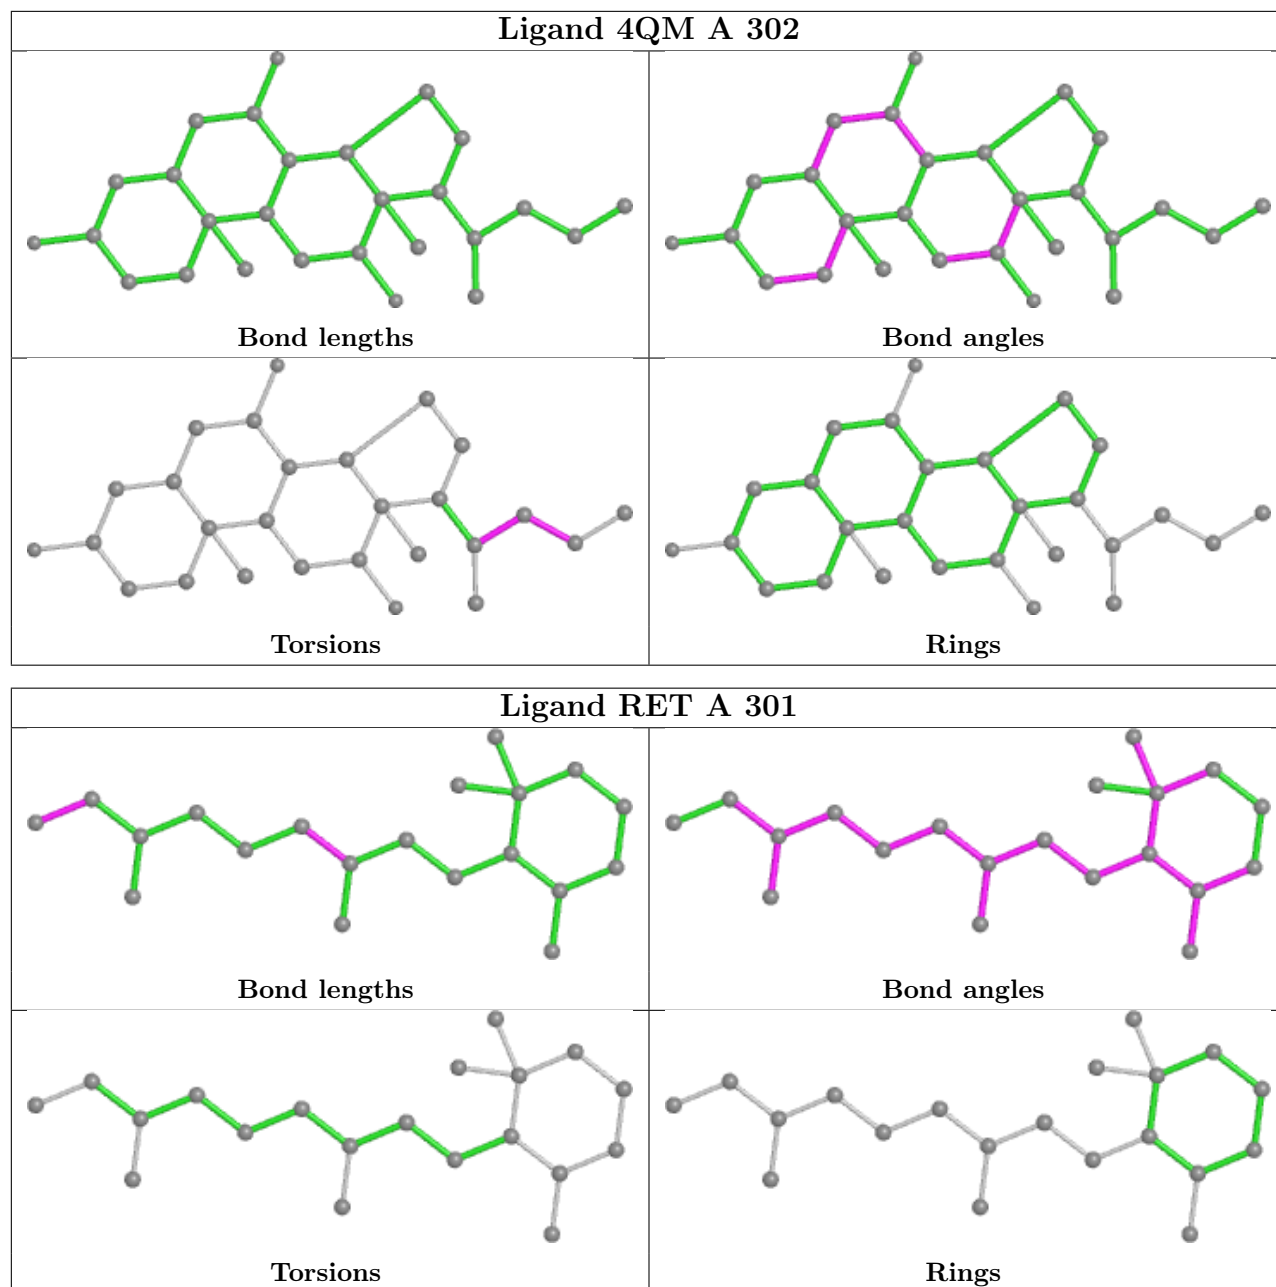 Ligand 4QM A 302
Bond lengths
Bond angles
Torsions
Rings
Ligand RET A 301
Bond lengths
Bond angles
Torsions
Rings